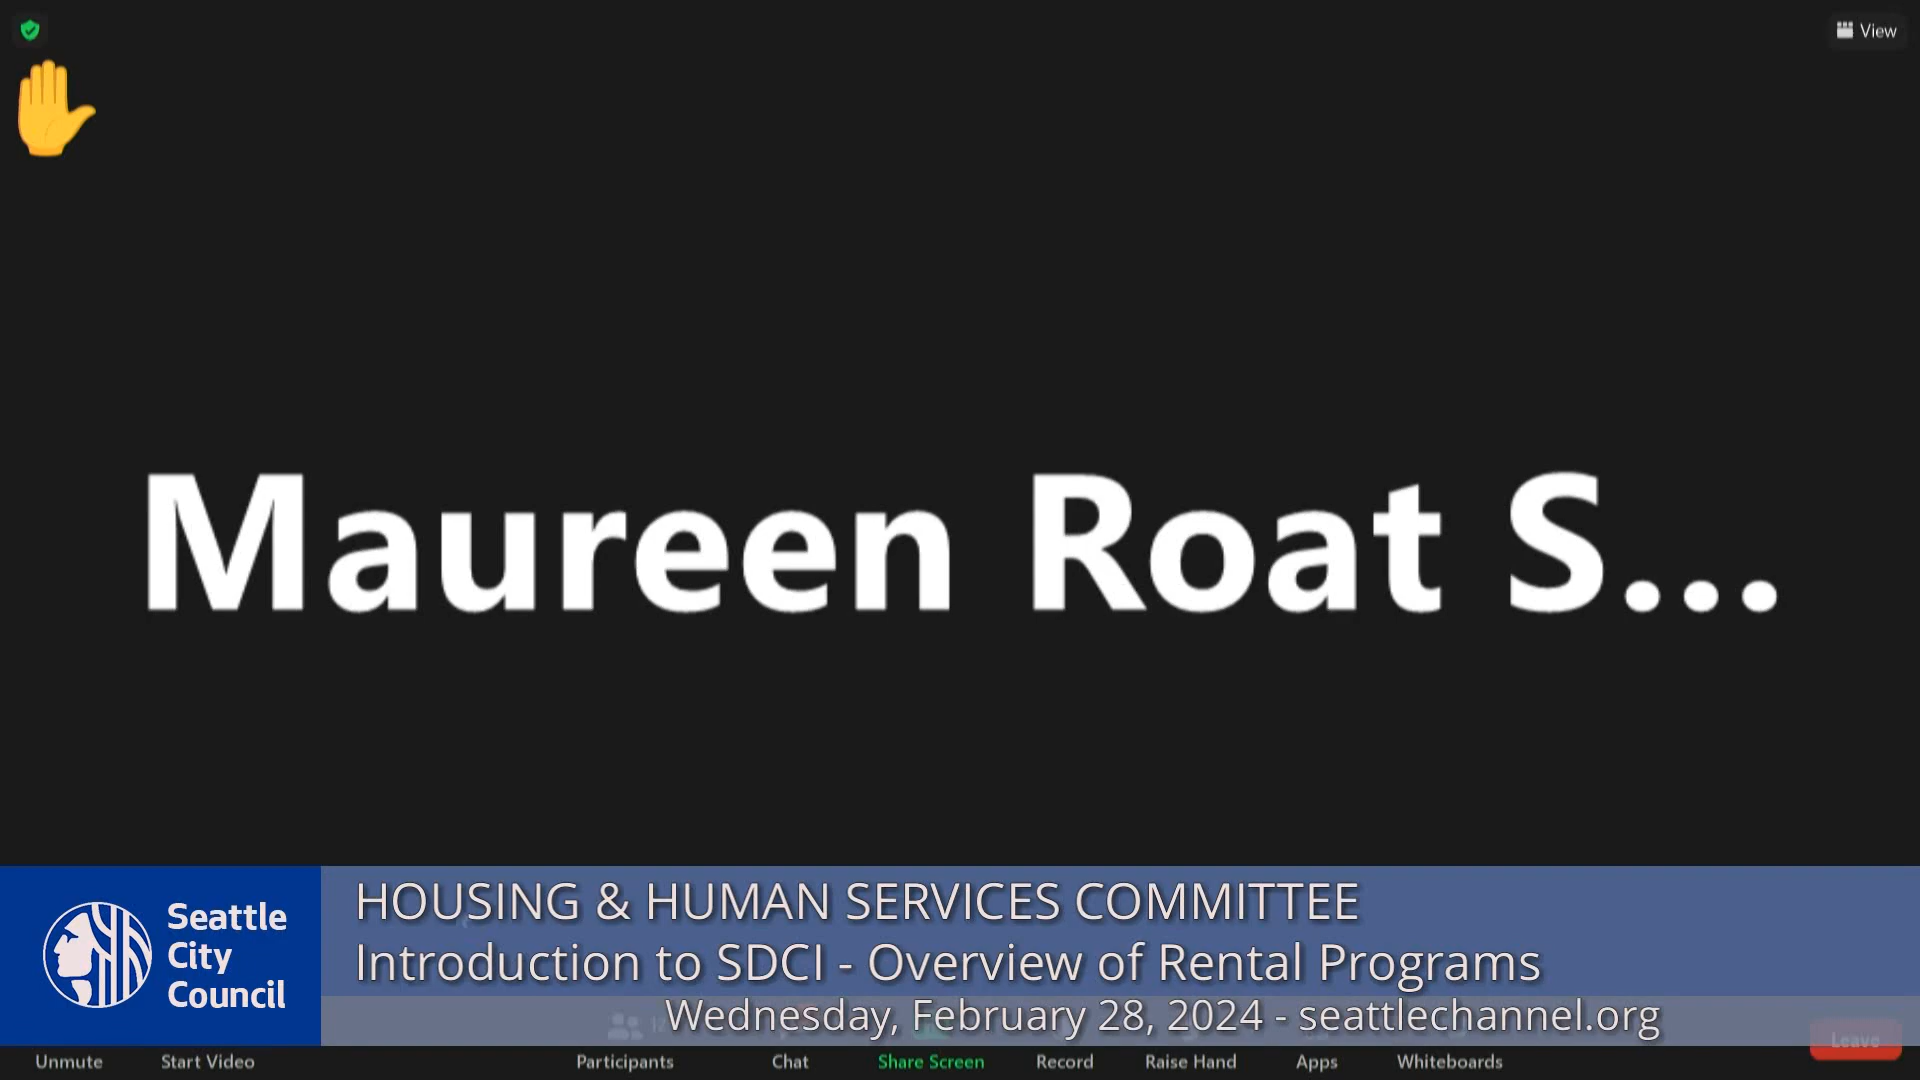 View
Maureen Roat S...
Seattle
City
Council
HOUSING & HUMAN SERVICES COMMITTEE
Introduction to SDCI - Overview of Rental Programs
Wednesday, February 28, 2024 - seattlechannel.org
Leave
Unmute Start Video Participants Chat Share Screen Record Raise Hand Apps Whiteboards